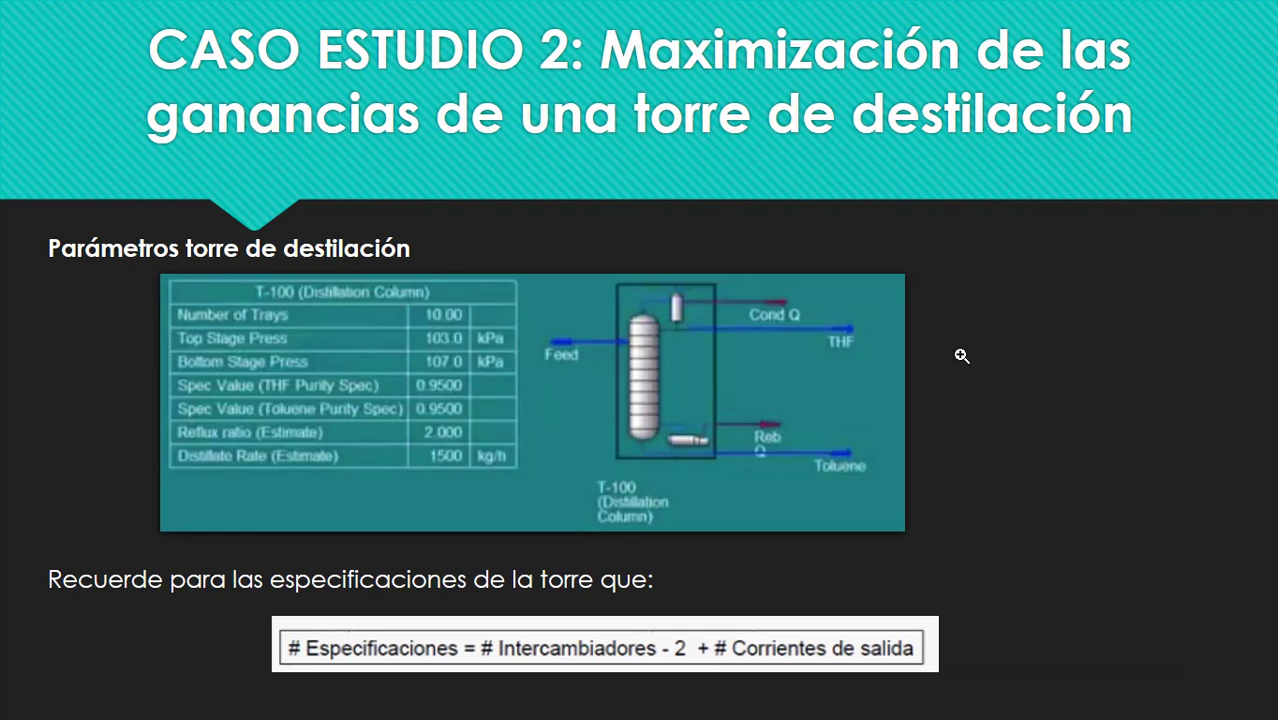 CASO ESTUDIO 2: Maximización de las
ganancias de una torre de destilación
Parámetros torre de destilación
T-100 (Distillation Column)
Number of Trays 10.00
Top Stage Press 103.0 kPa
Bottom Stage Press 107.0 kPa
Spec Value (THF Purity Spec) 0.9500
Spec Value (Toluene Purity Spec) 0.9500
Reflux ratio (Estimate) 2.000
Distillate Rate (Estimate) 1500 kg/h
Cond Q
THF
Feed
Reb
Q
Toluene
T-100
(Distillation
Column)
Recuerde para las especificaciones de la torre que:
# Especificaciones = # Intercambiadores - 2 + # Corrientes de salida